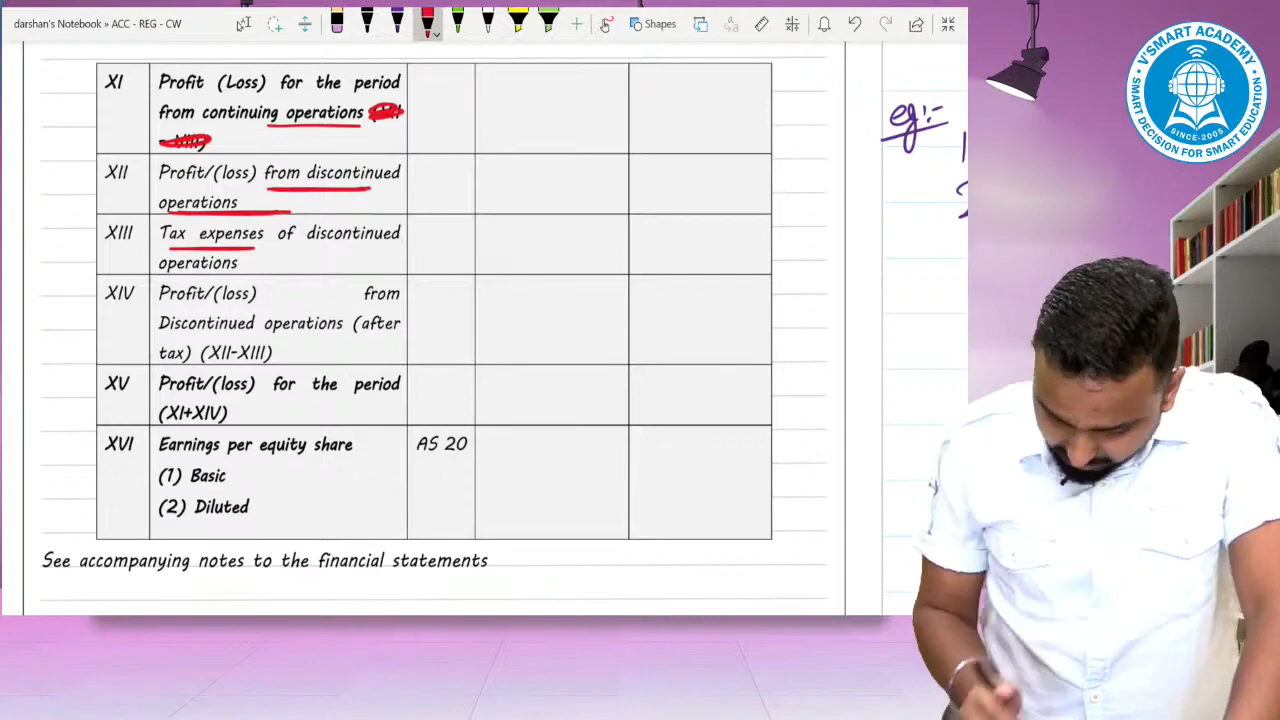 darshan's Notebook » ACC - REG - CW
Shapes
XI Profit (Loss) for the period
from continuing operations
XII Profit/(loss) from discontinued
operations
XIII Tax expenses of discontinued
operations
XIV Profit/(loss) from
Discontinued operations (after
tax) (XII-XIII)
XV Profit/(loss) for the period
(XI+XIV)
XVI Earnings per equity share AS 20
(1) Basic
(2) Diluted
See accompanying notes to the financial statements
eg:-
V'SMART ACADEMY
SINCE-2005
SMART DECISION FOR SMART EDUCATION